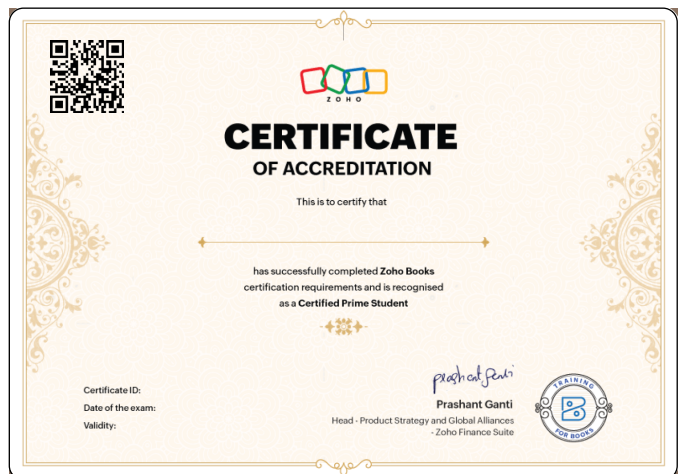 ZOHO
CERTIFICATE
OF ACCREDITATION
This is to certify that
has successfully completed Zoho Books
certification requirements and is recognised
as a Certified Prime Student
Certificate ID:
Date of the exam:
Validity:
prashant Ganti
Prashant Ganti
Head - Product Strategy and Global Alliances
- Zoho Finance Suite
TRAINING
FOR BOOKS